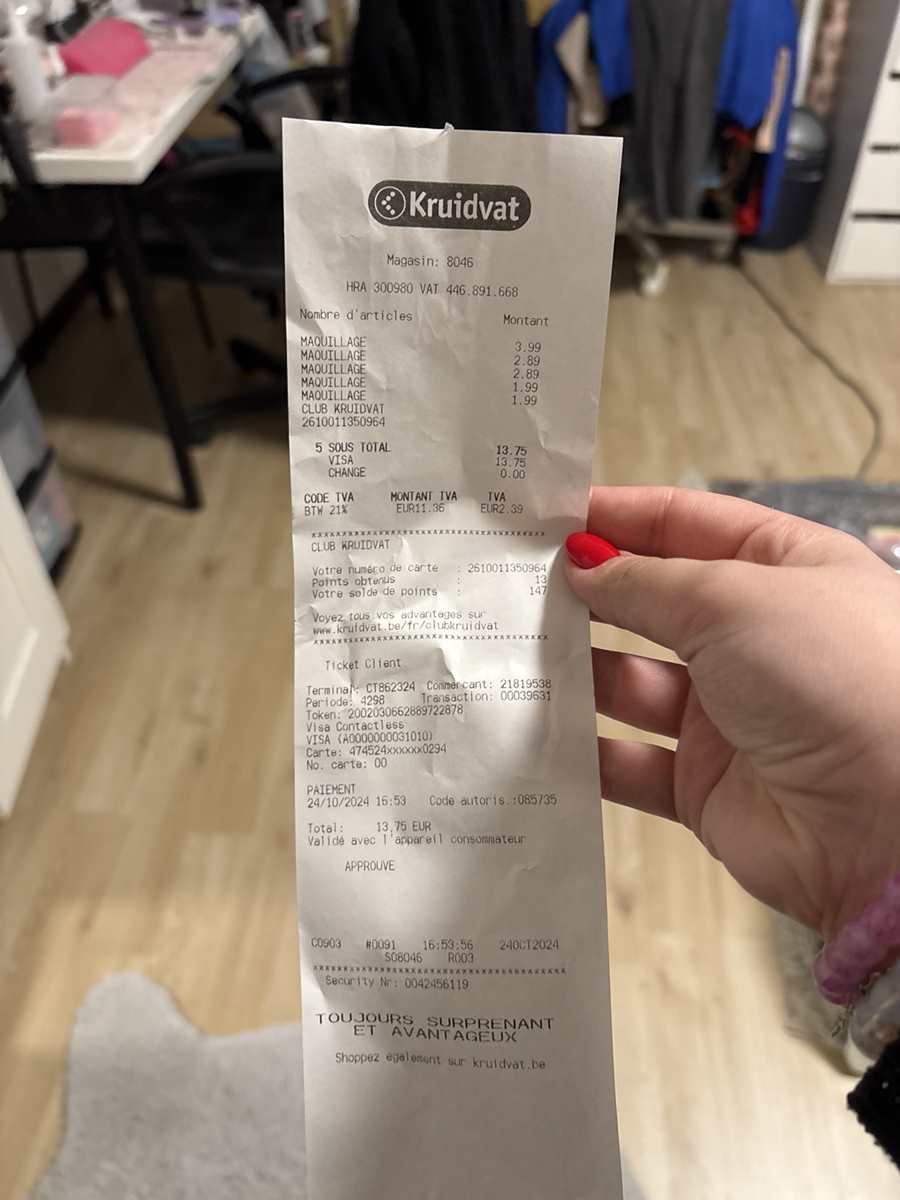 Kruidvat
Magasin: 8046
HRA 300980 VAT 446.891.668
Nombre d'articles Montant
MAQUILLAGE 3.99
MAQUILLAGE 2.89
MAQUILLAGE 2.89
MAQUILLAGE 1.99
MAQUILLAGE 1.99
CLUB KRUIDVAT
2610011350964
5 SOUS TOTAL 13.75
VISA 13.75
CHANGE 0.00
CODE TVA MONTANT TVA TVA
BTW 21% EUR11.36 EUR2.39
xxxxxxxxxxxxxxxxxxxxxxxxxxxxxxxxxxxxxx
CLUB KRUIDVAT
Votre numéro de carte : 2610011350964
Points obtenus : 13
Votre solde de points : 147
Voyez tous vos advantages sur
www.kruidvat.be/fr/clubkruidvat
xxxxxxxxxxxxxxxxxxxxxxxxxxxxxxxxxxxxxx
Ticket Client
Terminal: CT862324 Commercant: 21819538
Periode: 4298 Transaction: 00039631
Token: 2002030662889722878
Visa Contactless
VISA (A0000000031010)
Carte: 474524xxxxxx0294
No. carte: 00
PAIEMENT
24/10/2024 16:53 Code autoris.:085735
Total: 13,75 EUR
Validé avec l'appareil consommateur
APPROUVE
C0903 #0091 16:53:56 24OCT2024
S08046 R003
xxxxxxxxxxxxxxxxxxxxxxxxxxxxxxxxxxxxxxxx
Security Nr: 0042456119
TOUJOURS SURPRENANT
ET AVANTAGEUX
Shoppez également sur kruidvat.be